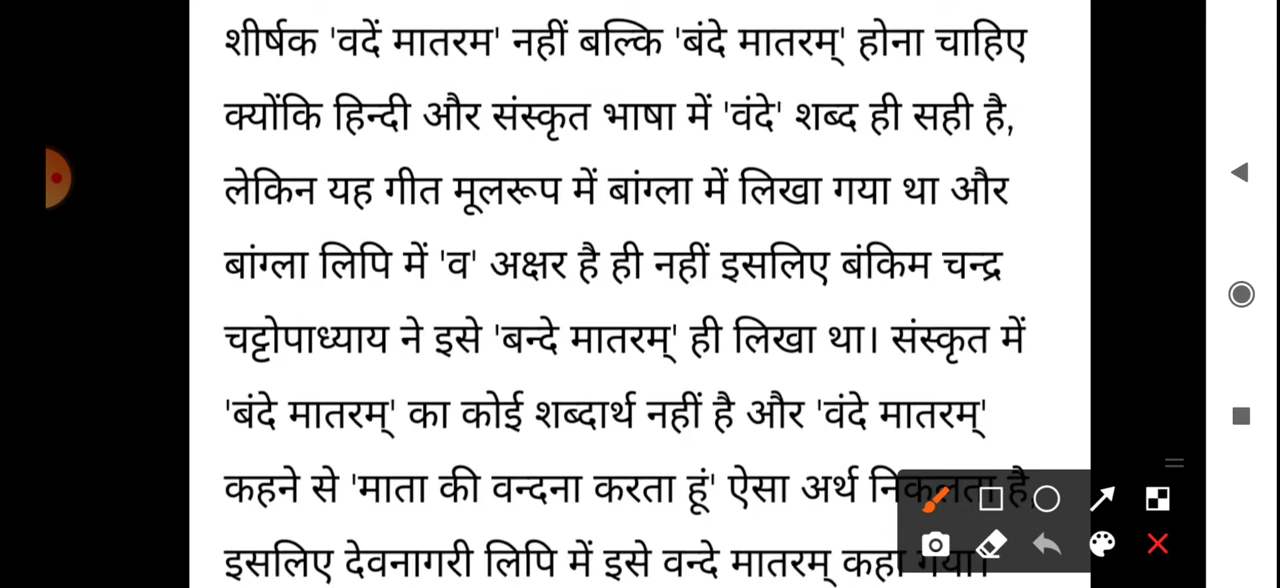 शीर्षक 'वदें मातरम' नहीं बल्कि 'बंदे मातरम्' होना चाहिए
क्योंकि हिन्दी और संस्कृत भाषा में 'वंदे' शब्द ही सही है,
लेकिन यह गीत मूलरूप में बांग्ला में लिखा गया था और
बांग्ला लिपि में 'व' अक्षर है ही नहीं इसलिए बंकिम चन्द्र
चट्टोपाध्याय ने इसे 'बन्दे मातरम्' ही लिखा था। संस्कृत में
'बंदे मातरम्' का कोई शब्दार्थ नहीं है और 'वंदे मातरम्'
कहने से 'माता की वन्दना करता हूं' ऐसा अर्थ निकलता है,
इसलिए देवनागरी लिपि में इसे वन्दे मातरम् कहा गया।